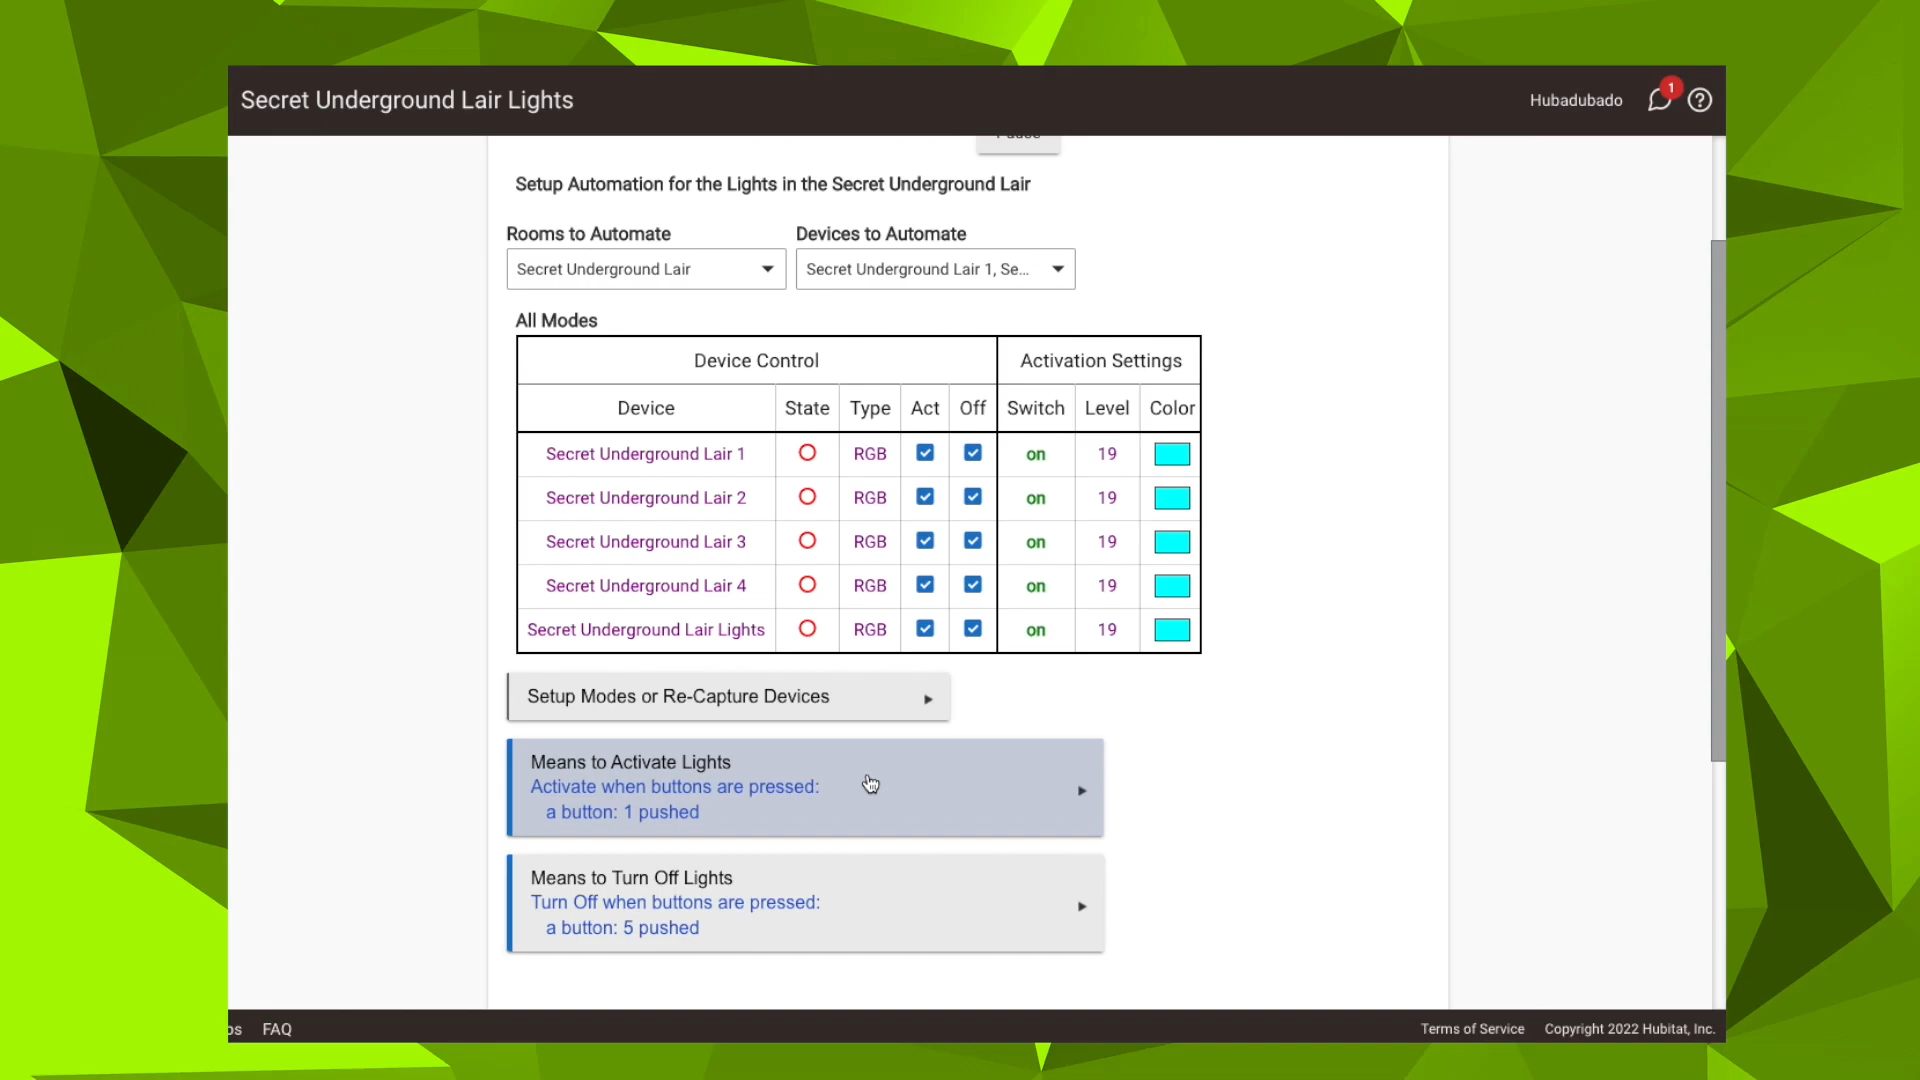 Secret Underground Lair Lights
Hubadubado
1
Setup Automation for the Lights in the Secret Underground Lair
Rooms to Automate
Devices to Automate
Secret Underground Lair
Secret Underground Lair 1, Se...
All Modes
Device Control Activation Settings
Device State Type Act Off Switch Level Color
Secret Underground Lair 1 RGB on 19
Secret Underground Lair 2 RGB on 19
Secret Underground Lair 3 RGB on 19
Secret Underground Lair 4 RGB on 19
Secret Underground Lair Lights RGB on 19
Setup Modes or Re-Capture Devices
Means to Activate Lights
Activate when buttons are pressed:
a button: 1 pushed
Means to Turn Off Lights
Turn Off when buttons are pressed:
a button: 5 pushed
FAQ
Terms of Service
Copyright 2022 Hubitat, Inc.